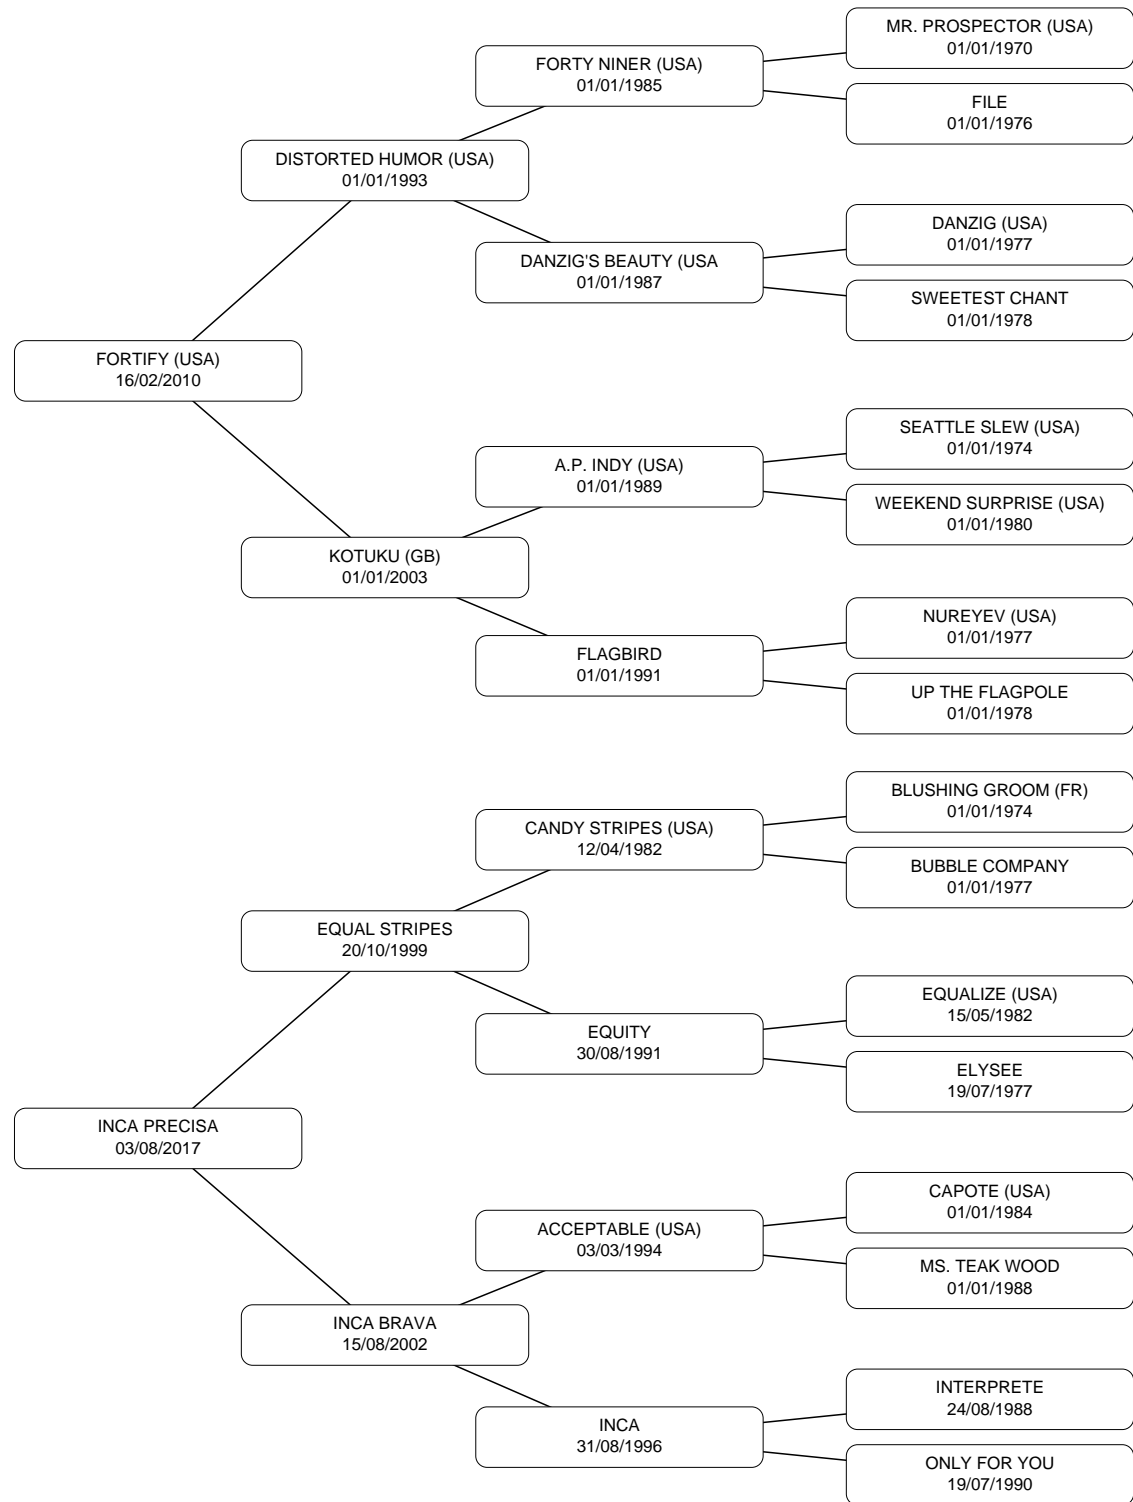 MR. PROSPECTOR (USA)
01/01/1970
FORTY NINER (USA)
01/01/1985
FILE
01/01/1976
DISTORTED HUMOR (USA)
01/01/1993
DANZIG (USA)
01/01/1977
DANZIG'S BEAUTY (USA
01/01/1987
SWEETEST CHANT
01/01/1978
FORTIFY (USA)
16/02/2010
SEATTLE SLEW (USA)
01/01/1974
A.P. INDY (USA)
01/01/1989
WEEKEND SURPRISE (USA)
01/01/1980
KOTUKU (GB)
01/01/2003
NUREYEV (USA)
01/01/1977
FLAGBIRD
01/01/1991
UP THE FLAGPOLE
01/01/1978
BLUSHING GROOM (FR)
01/01/1974
CANDY STRIPES (USA)
12/04/1982
BUBBLE COMPANY
01/01/1977
EQUAL STRIPES
20/10/1999
EQUALIZE (USA)
15/05/1982
EQUITY
30/08/1991
ELYSEE
19/07/1977
INCA PRECISA
03/08/2017
CAPOTE (USA)
01/01/1984
ACCEPTABLE (USA)
03/03/1994
MS. TEAK WOOD
01/01/1988
INCA BRAVA
15/08/2002
INTERPRETE
24/08/1988
INCA
31/08/1996
ONLY FOR YOU
19/07/1990